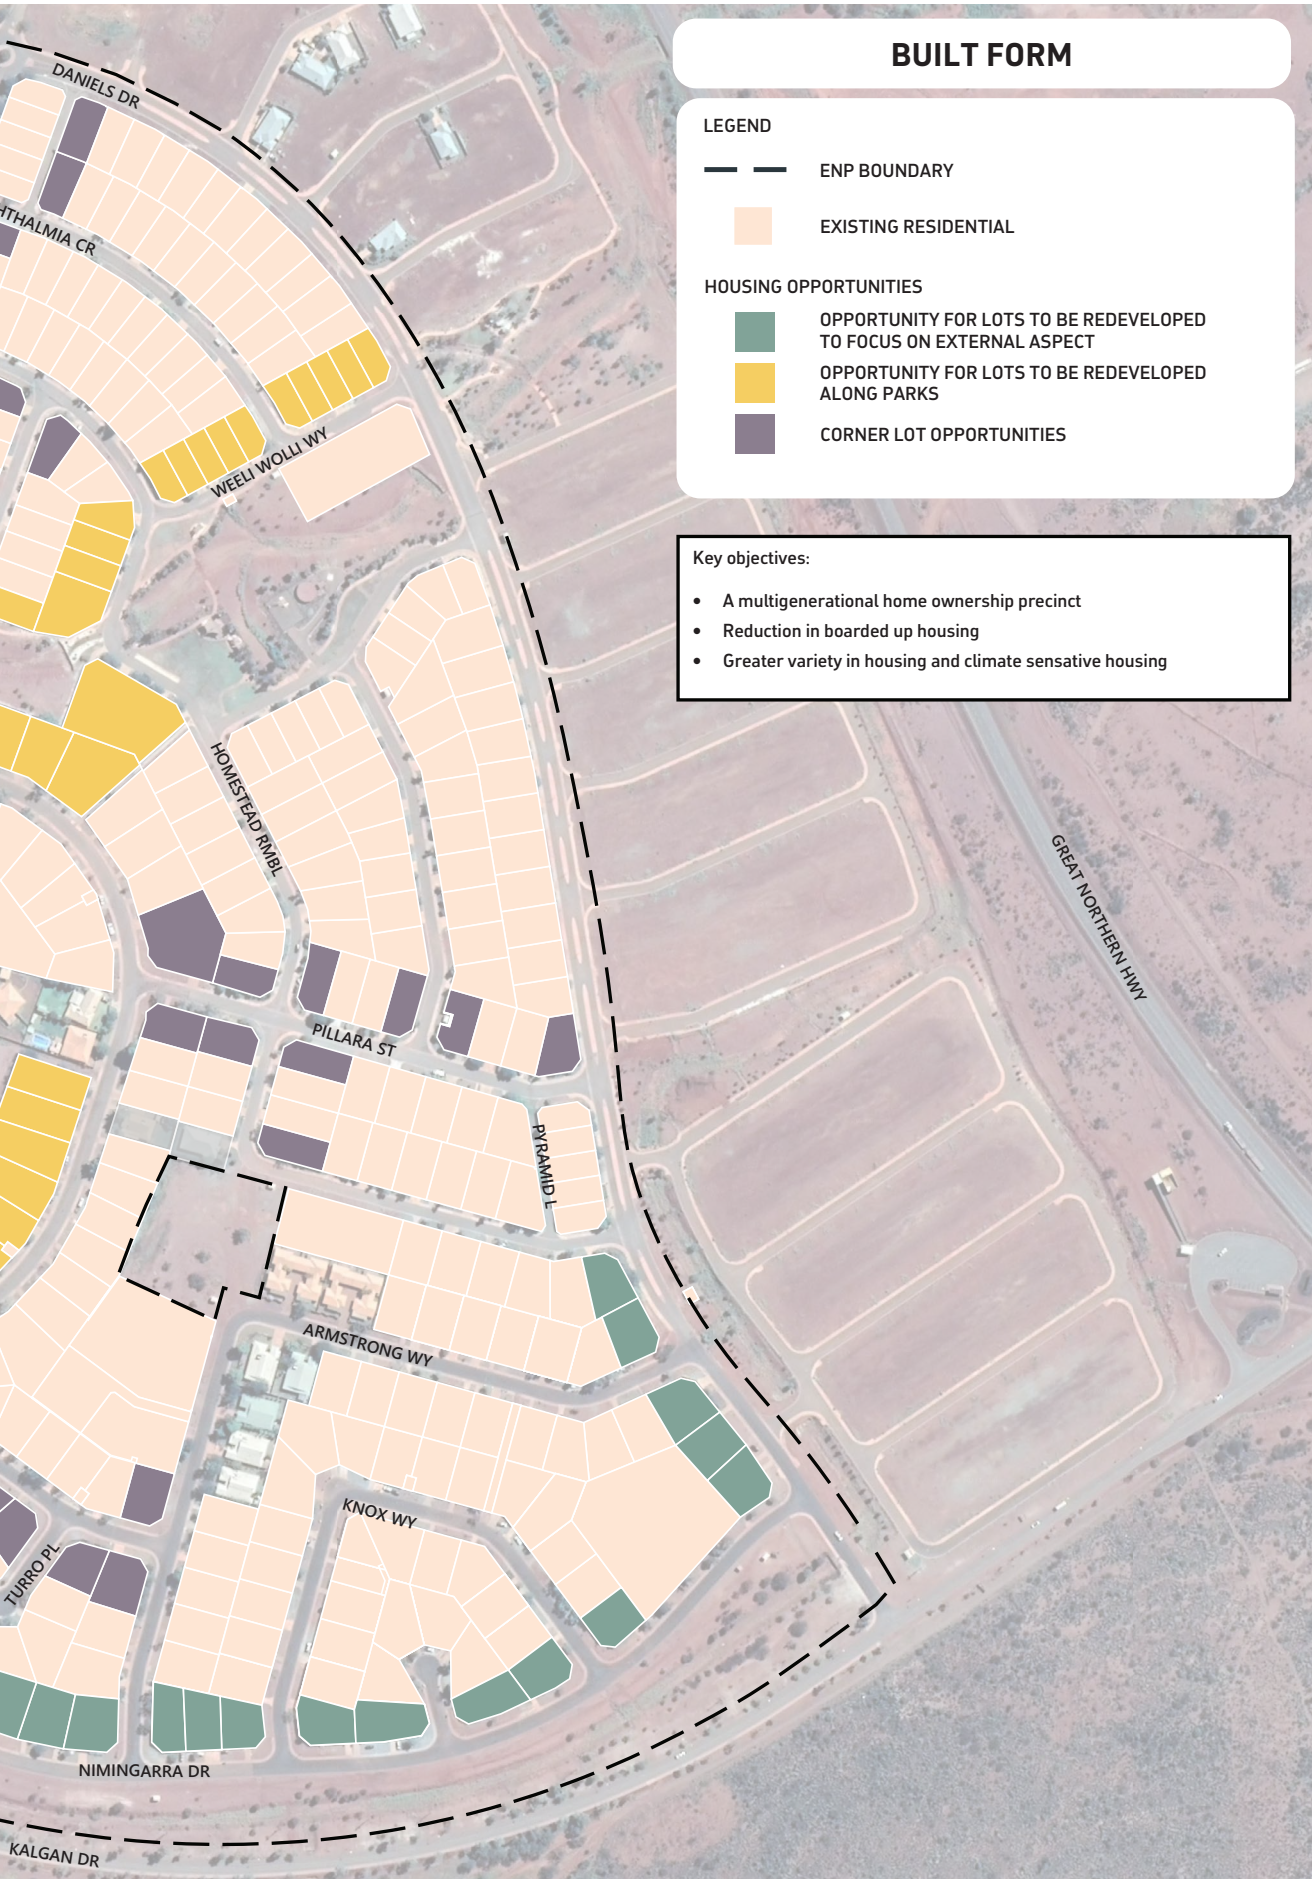 BUILT FORM
LEGEND
ENP BOUNDARY
EXISTING RESIDENTIAL
HOUSING OPPORTUNITIES
OPPORTUNITY FOR LOTS TO BE REDEVELOPED
TO FOCUS ON EXTERNAL ASPECT
OPPORTUNITY FOR LOTS TO BE REDEVELOPED
ALONG PARKS
CORNER LOT OPPORTUNITIES
Key objectives:
• A multigenerational home ownership precinct
• Reduction in boarded up housing
• Greater variety in housing and climate sensative housing
DANIELS DR
HTHALMIA CR
WEELI WOLLI WY
HOMESTEAD RMBL
GREAT NORTHERN HWY
PILLARA ST
PYRAMID L
ARMSTRONG WY
KNOX WY
TURRO PL
NIMINGARRA DR
KALGAN DR